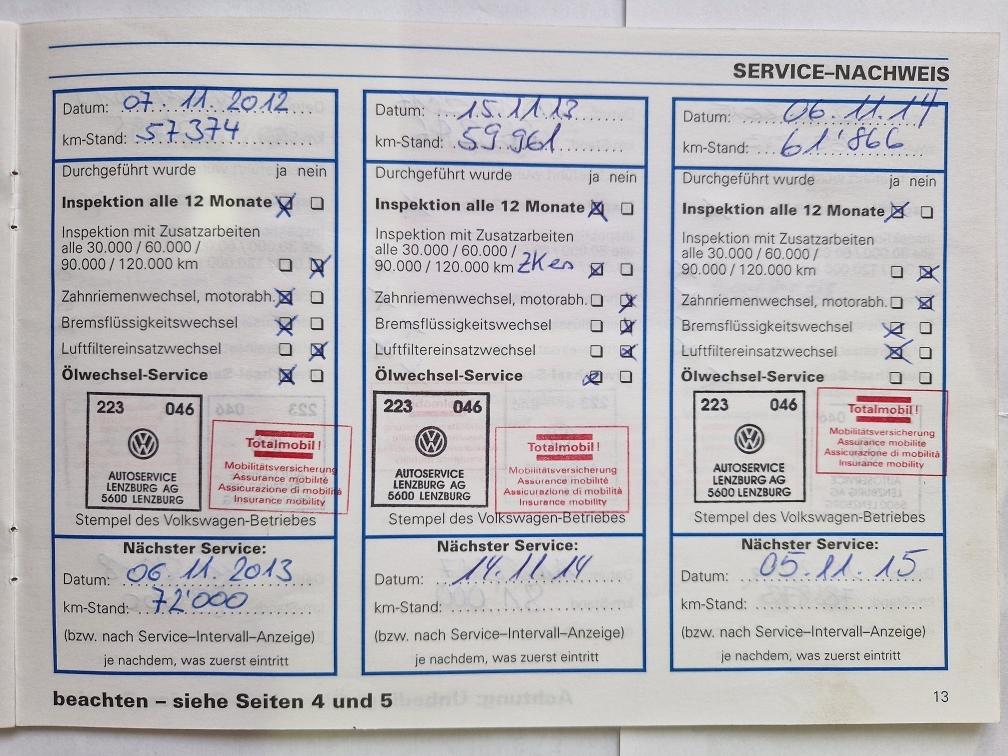 SERVICE–NACHWEIS
Datum: 07.11.2012
km-Stand: 57374
Durchgeführt wurde ja nein
Inspektion alle 12 Monate
Inspektion mit Zusatzarbeiten
alle 30.000 / 60.000 /
90.000 / 120.000 km
Zahnriemenwechsel, motorabh.
Bremsflüssigkeitswechsel
Luftfiltereinsatzwechsel
Ölwechsel-Service
223 046
AUTOSERVICE
LENZBURG AG
5600 LENZBURG
Totalmobil!
Mobilitätsversicherung
Assurance mobilité
Assicurazione di mobilità
Insurance mobility
Stempel des Volkswagen-Betriebes
Nächster Service:
Datum: 06.11.2013
km-Stand: 72'000
(bzw. nach Service–Intervall–Anzeige)
je nachdem, was zuerst eintritt
Datum: 15.11.13
km-Stand: 59.961
Durchgeführt wurde ja nein
Inspektion alle 12 Monate
Inspektion mit Zusatzarbeiten
alle 30.000 / 60.000 /
90.000 / 120.000 km
Zahnriemenwechsel, motorabh.
Bremsflüssigkeitswechsel
Luftfiltereinsatzwechsel
Ölwechsel-Service
223 046
AUTOSERVICE
LENZBURG AG
5600 LENZBURG
Totalmobil!
Mobilitätsversicherung
Assurance mobilité
Assicurazione di mobilità
Insurance mobility
Stempel des Volkswagen-Betriebes
Nächster Service:
Datum: 14.11.14
km-Stand:
(bzw. nach Service–Intervall–Anzeige)
je nachdem, was zuerst eintritt
Datum: 06.11.14
km-Stand: 61'866
Durchgeführt wurde ja nein
Inspektion alle 12 Monate
Inspektion mit Zusatzarbeiten
alle 30.000 / 60.000 /
90.000 / 120.000 km
Zahnriemenwechsel, motorabh.
Bremsflüssigkeitswechsel
Luftfiltereinsatzwechsel
Ölwechsel-Service
223 046
AUTOSERVICE
LENZBURG AG
5600 LENZBURG
Totalmobil!
Mobilitätsversicherung
Assurance mobilité
Assicurazione di mobilità
Insurance mobility
Stempel des Volkswagen-Betriebes
Nächster Service:
Datum: 05.11.15
km-Stand:
(bzw. nach Service–Intervall–Anzeige)
je nachdem, was zuerst eintritt
beachten – siehe Seiten 4 und 5
13